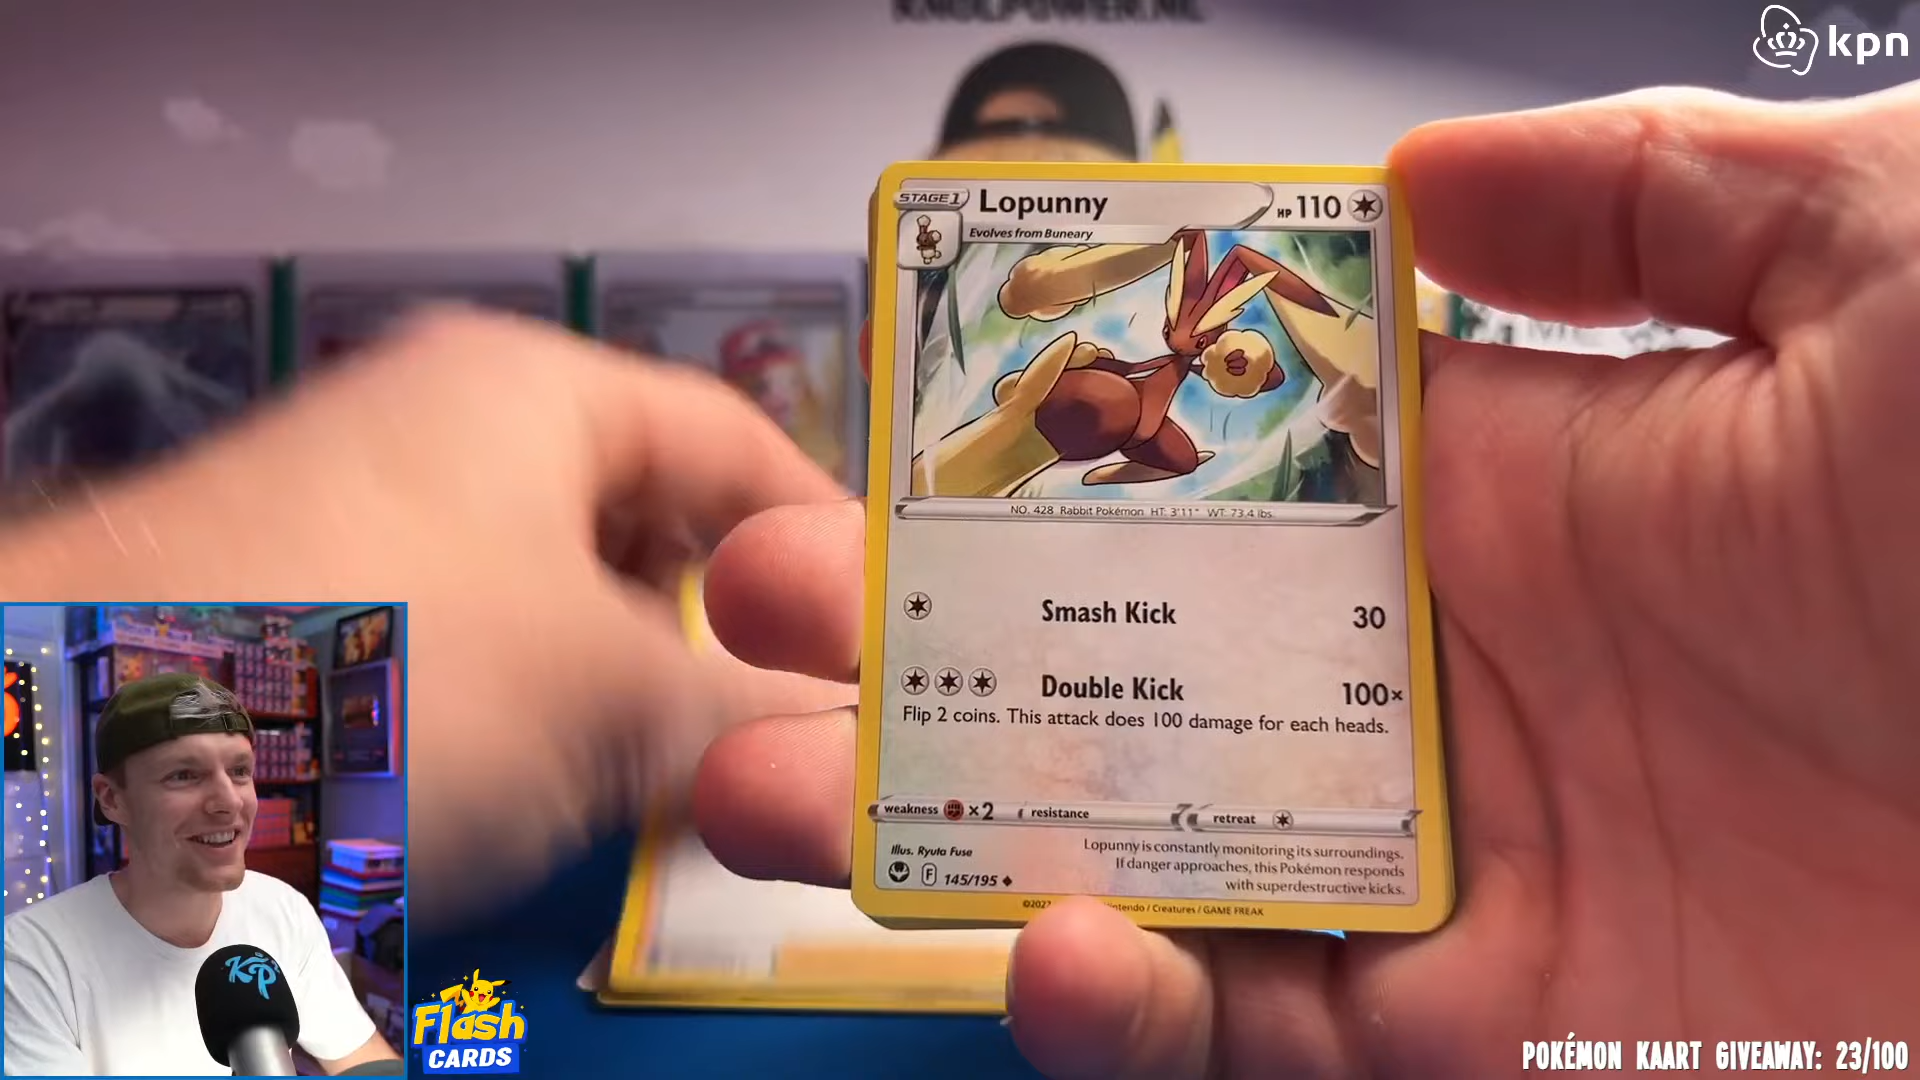 KNOLPOWER.NL
kpn
STAGE 1
Lopunny
HP 110
Evolves from Buneary
NO. 428 Rabbit Pokémon HT: 3'11" WT: 73.4 lbs.
Smash Kick 30
Double Kick 100×
Flip 2 coins. This attack does 100 damage for each heads.
weakness ×2 resistance retreat
Illus. Ryuta Fuse
Lopunny is constantly monitoring its surroundings.
If danger approaches, this Pokémon responds
with superdestructive kicks.
F 145/195
Nintendo / Creatures / GAME FREAK
KP
Flash
CARDS
POKÉMON KAART GIVEAWAY: 23/100